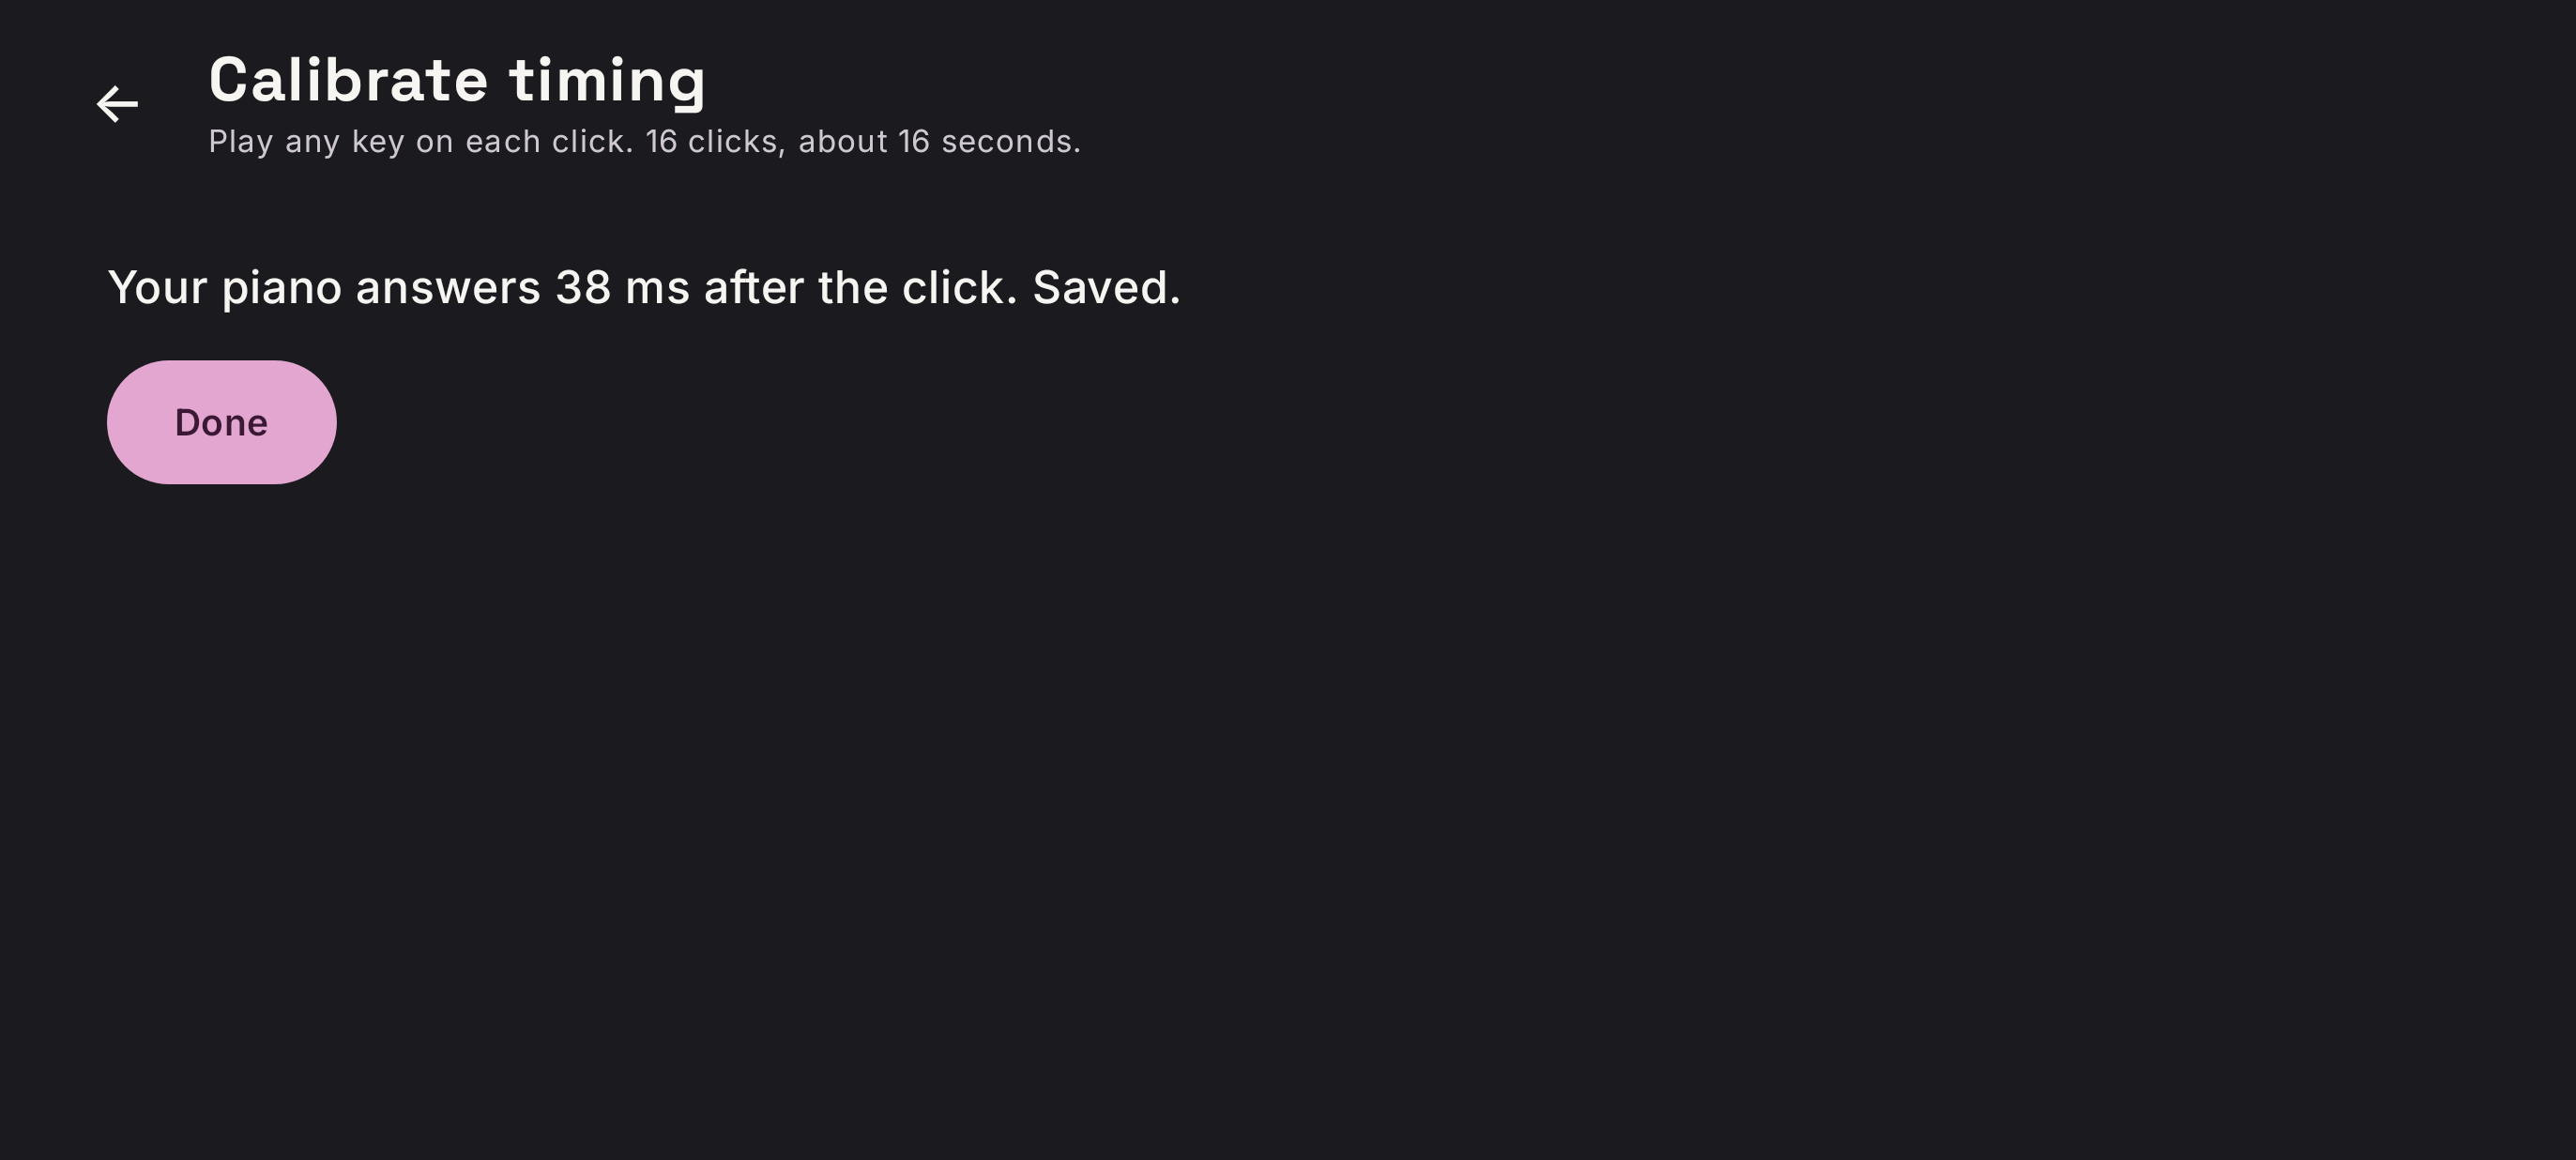 Calibrate timing
Play any key on each click. 16 clicks, about 16 seconds.
Your piano answers 38 ms after the click. Saved.
Done